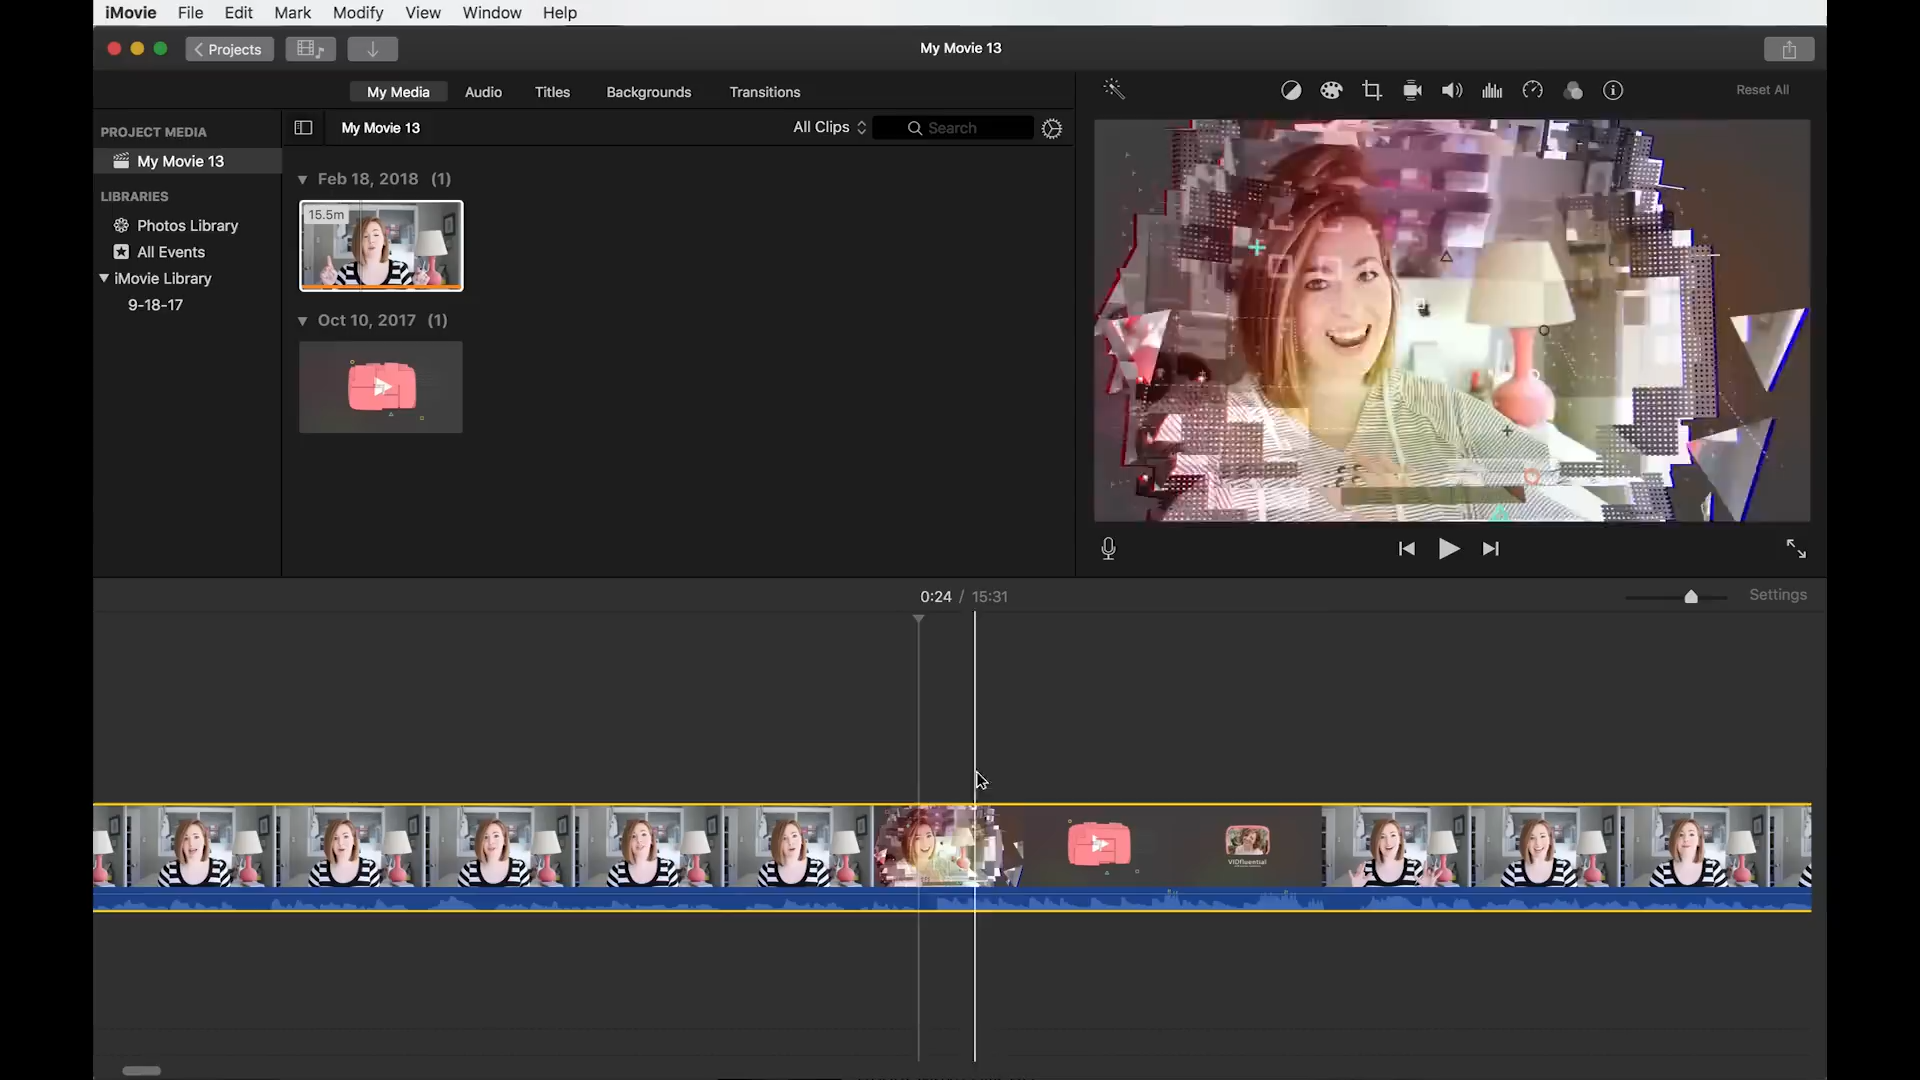 iMovie File Edit Mark Modify View Window Help
Projects
My Movie 13
My Media Audio Titles Backgrounds Transitions
Reset All
PROJECT MEDIA
My Movie 13
All Clips
Search
My Movie 13
LIBRARIES
Photos Library
All Events
iMovie Library
9-18-17
Feb 18, 2018 (1)
15.5m
Oct 10, 2017 (1)
0:24 / 15:31
Settings
VIDfluential